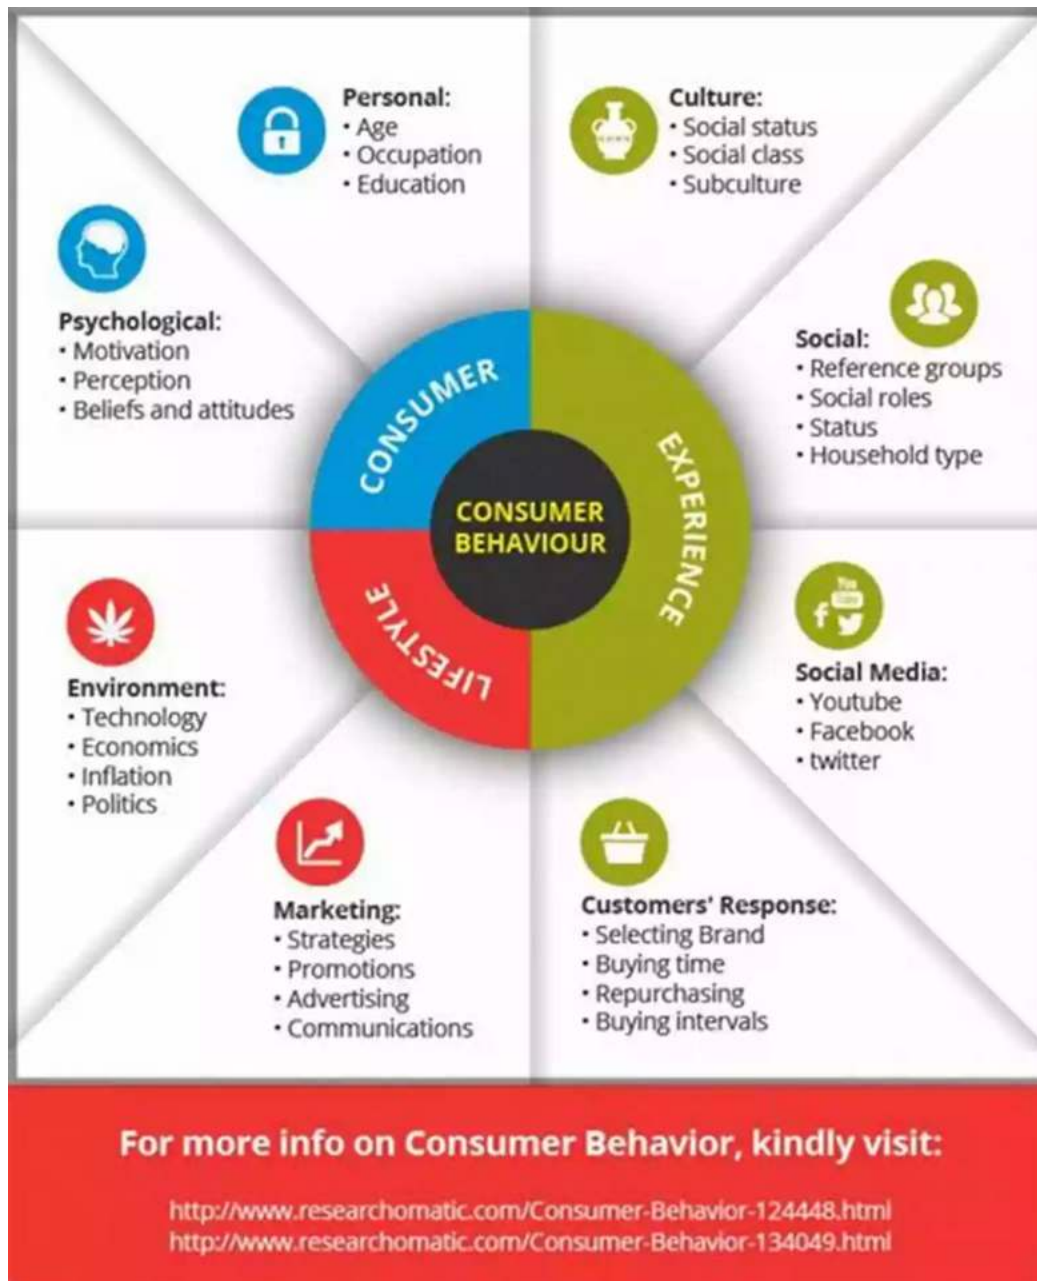 Personal:
• Age
• Occupation
• Education
Culture:
• Social status
• Social class
• Subculture
Psychological:
• Motivation
• Perception
• Beliefs and attitudes
Social:
• Reference groups
• Social roles
• Status
• Household type
CONSUMER
EXPERIENCE
LIFESTYLE
CONSUMER
BEHAVIOUR
Environment:
• Technology
• Economics
• Inflation
• Politics
You
f
Social Media:
• Youtube
• Facebook
• twitter
Marketing:
• Strategies
• Promotions
• Advertising
• Communications
Customers' Response:
• Selecting Brand
• Buying time
• Repurchasing
• Buying intervals
For more info on Consumer Behavior, kindly visit:
http://www.researchomatic.com/Consumer-Behavior-124448.html
http://www.researchomatic.com/Consumer-Behavior-134049.html